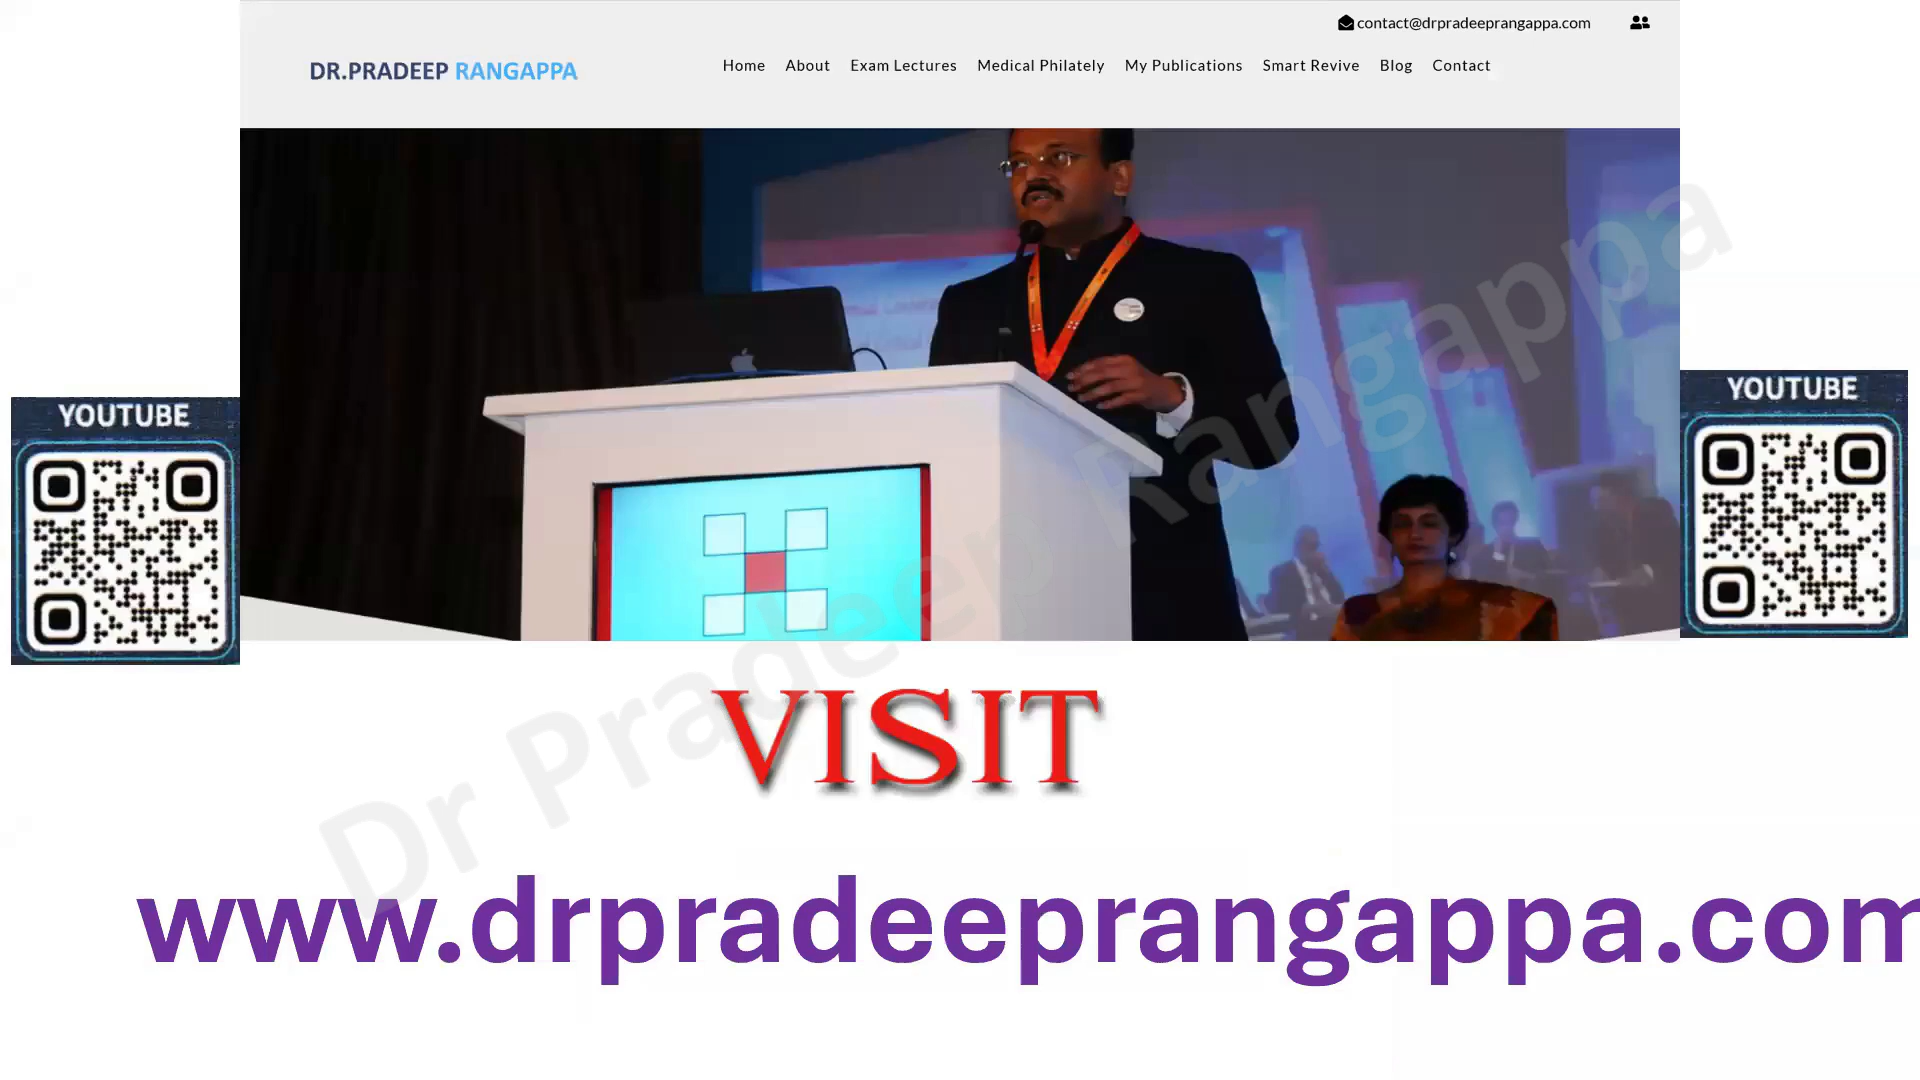 contact@drpradeeprangappa.com
DR.PRADEEP RANGAPPA
Home About Exam Lectures Medical Philately My Publications Smart Revive Blog Contact
YOUTUBE
YOUTUBE
Dr Pradeep Rangappa
VISIT
www.drpradeeprangappa.com